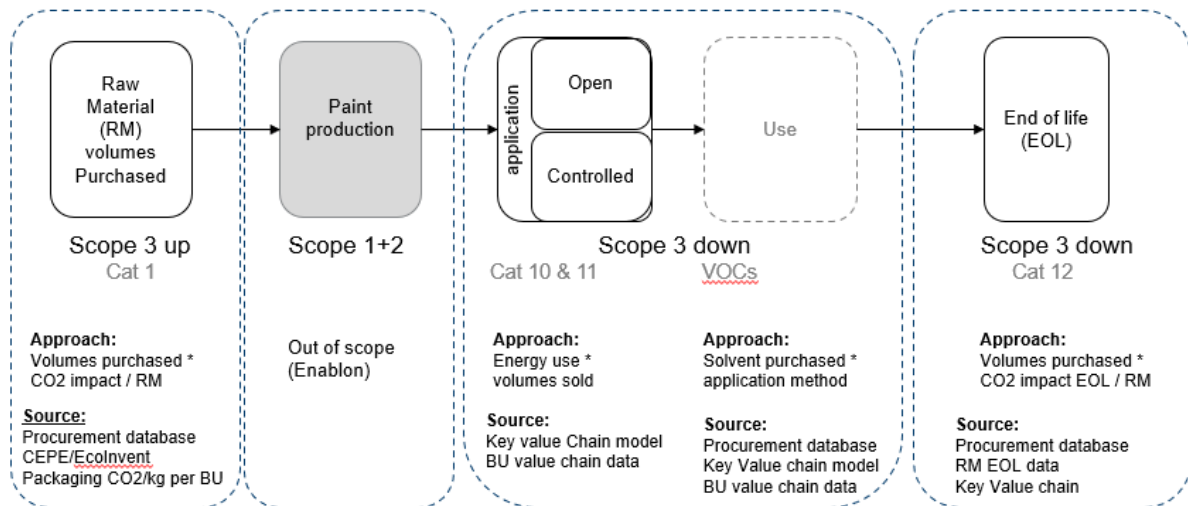 Raw
Material
(RM)
volumes
Purchased
Paint
production
application
Open
Controlled
Use
End of life
(EOL)
Scope 3 up
Cat 1
Scope 1+2
Scope 3 down
Cat 10 & 11
VOCs
Scope 3 down
Cat 12
Approach:
Volumes purchased *
CO2 impact / RM
Source:
Procurement database
CEPE/EcoInvent
Packaging CO2/kg per BU
Out of scope
(Enablon)
Approach:
Energy use *
volumes sold
Source:
Key value Chain model
BU value chain data
Approach:
Solvent purchased *
application method
Source:
Procurement database
Key Value chain model
BU value chain data
Approach:
Volumes purchased *
CO2 impact EOL / RM
Source:
Procurement database
RM EOL data
Key Value chain